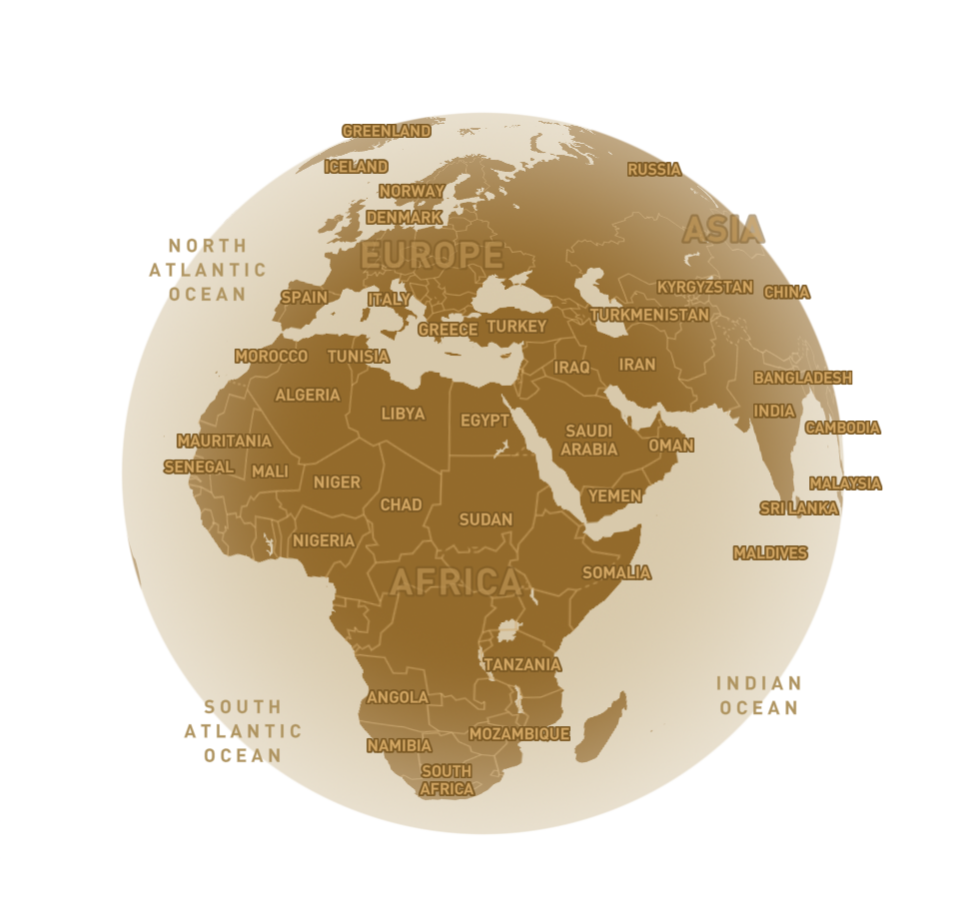 GREENLAND
ICELAND
RUSSIA
NORWAY
DENMARK
ASIA
NORTH
ATLANTIC
OCEAN
EUROPE
KYRGYZSTAN
CHINA
SPAIN
ITALY
TURKMENISTAN
GREECE
TURKEY
MOROCCO
TUNISIA
IRAQ
IRAN
BANGLADESH
ALGERIA
LIBYA
EGYPT
INDIA
SAUDI
ARABIA
CAMBODIA
MAURITANIA
OMAN
SENEGAL
MALI
NIGER
MALAYSIA
YEMEN
CHAD
SRI LANKA
SUDAN
NIGERIA
MALDIVES
AFRICA
SOMALIA
TANZANIA
INDIAN
OCEAN
ANGOLA
SOUTH
ATLANTIC
OCEAN
MOZAMBIQUE
NAMIBIA
SOUTH
AFRICA